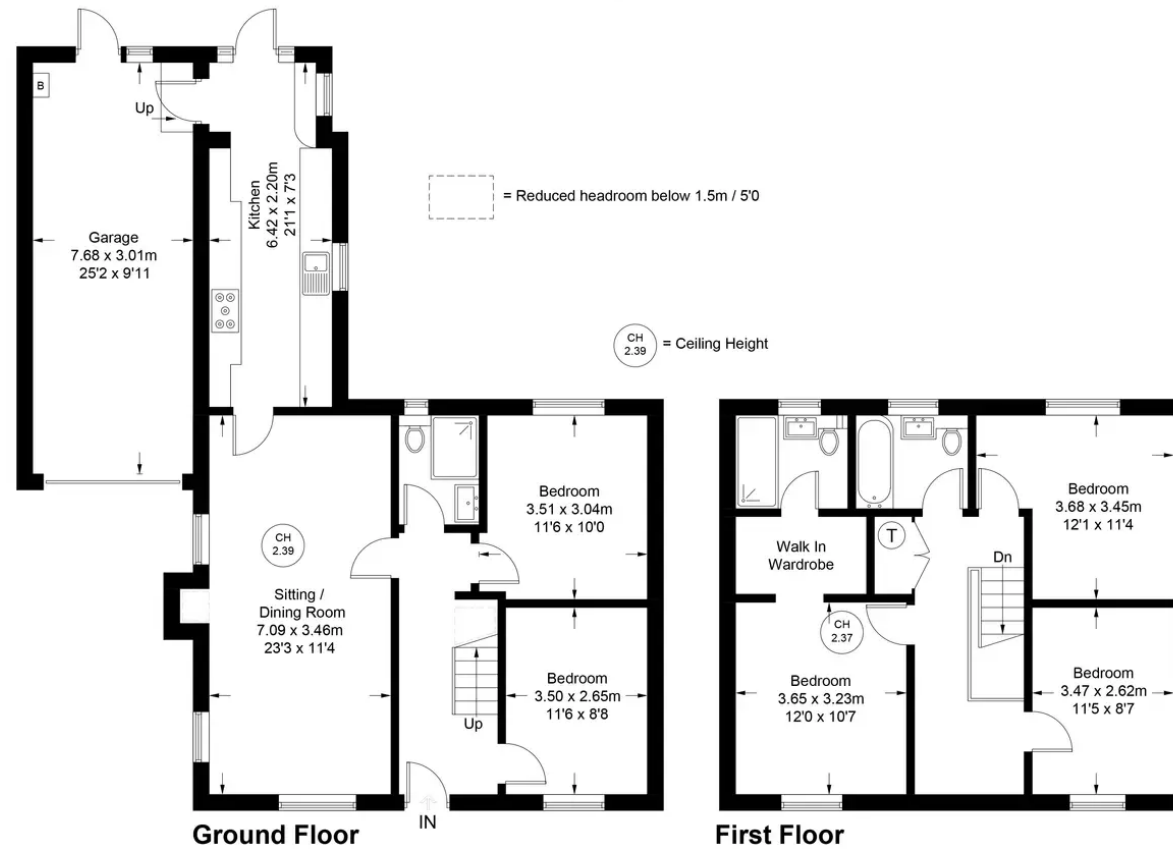 B
Up
Garage
7.68 x 3.01m
25'2 x 9'11
Kitchen
6.42 x 2.20m
21'1 x 7'3
= Reduced headroom below 1.5m / 5'0
CH
2.39
= Ceiling Height
CH
2.39
Sitting /
Dining Room
7.09 x 3.46m
23'3 x 11'4
Bedroom
3.51 x 3.04m
11'6 x 10'0
Bedroom
3.50 x 2.65m
11'6 x 8'8
Up
IN
Ground Floor
Walk In
Wardrobe
T
Dn
Bedroom
3.68 x 3.45m
12'1 x 11'4
CH
2.37
Bedroom
3.65 x 3.23m
12'0 x 10'7
Bedroom
3.47 x 2.62m
11'5 x 8'7
First Floor